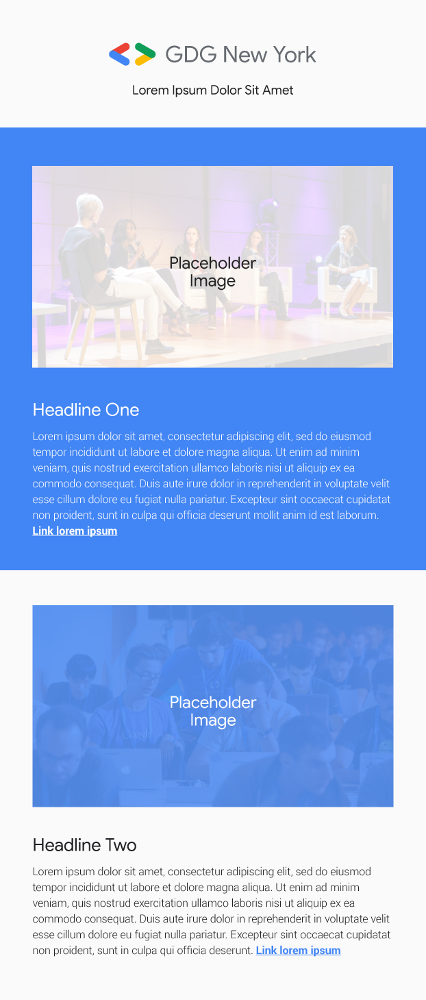 GDG New York
Lorem Ipsum Dolor Sit Amet
Placeholder
Image
Headline One
Lorem ipsum dolor sit amet, consectetur adipiscing elit, sed do eiusmod
tempor incididunt ut labore et dolore magna aliqua. Ut enim ad minim
veniam, quis nostrud exercitation ullamco laboris nisi ut aliquip ex ea
commodo consequat. Duis aute irure dolor in reprehenderit in voluptate velit
esse cillum dolore eu fugiat nulla pariatur. Excepteur sint occaecat cupidatat
non proident, sunt in culpa qui officia deserunt mollit anim id est laborum.
Link lorem ipsum
Google
Placeholder
Image
Headline Two
Lorem ipsum dolor sit amet, consectetur adipiscing elit, sed do eiusmod
tempor incididunt ut labore et dolore magna aliqua. Ut enim ad minim
veniam, quis nostrud exercitation ullamco laboris nisi ut aliquip ex ea
commodo consequat. Duis aute irure dolor in reprehenderit in voluptate velit
esse cillum dolore eu fugiat nulla pariatur. Excepteur sint occaecat cupidatat
non proident, sunt in culpa qui officia deserunt. Link lorem ipsum